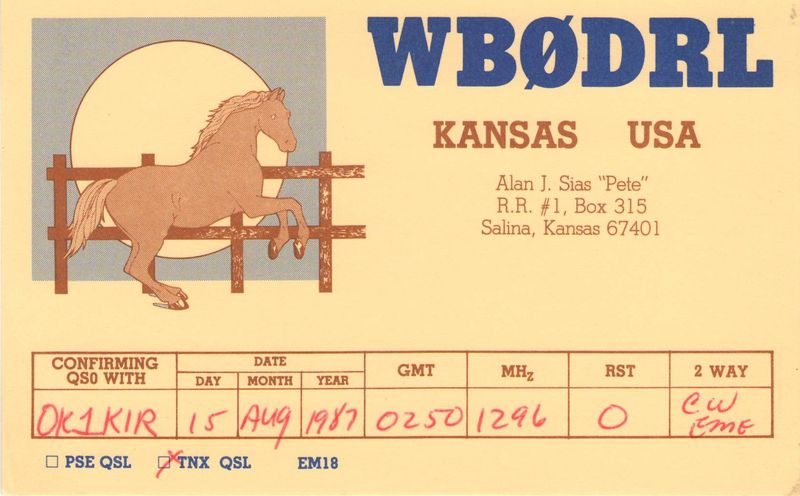 WBØDRL
KANSAS USA
Alan J. Sias "Pete"
R.R. #1, Box 315
Salina, Kansas 67401
CONFIRMING QSO WITH DATE GMT MHz RST 2 WAY
DAY MONTH YEAR
OK1KIR 15 AUG 1987 0250 1296 O CW EME
☐ PSE QSL ☒ TNX QSL EM18